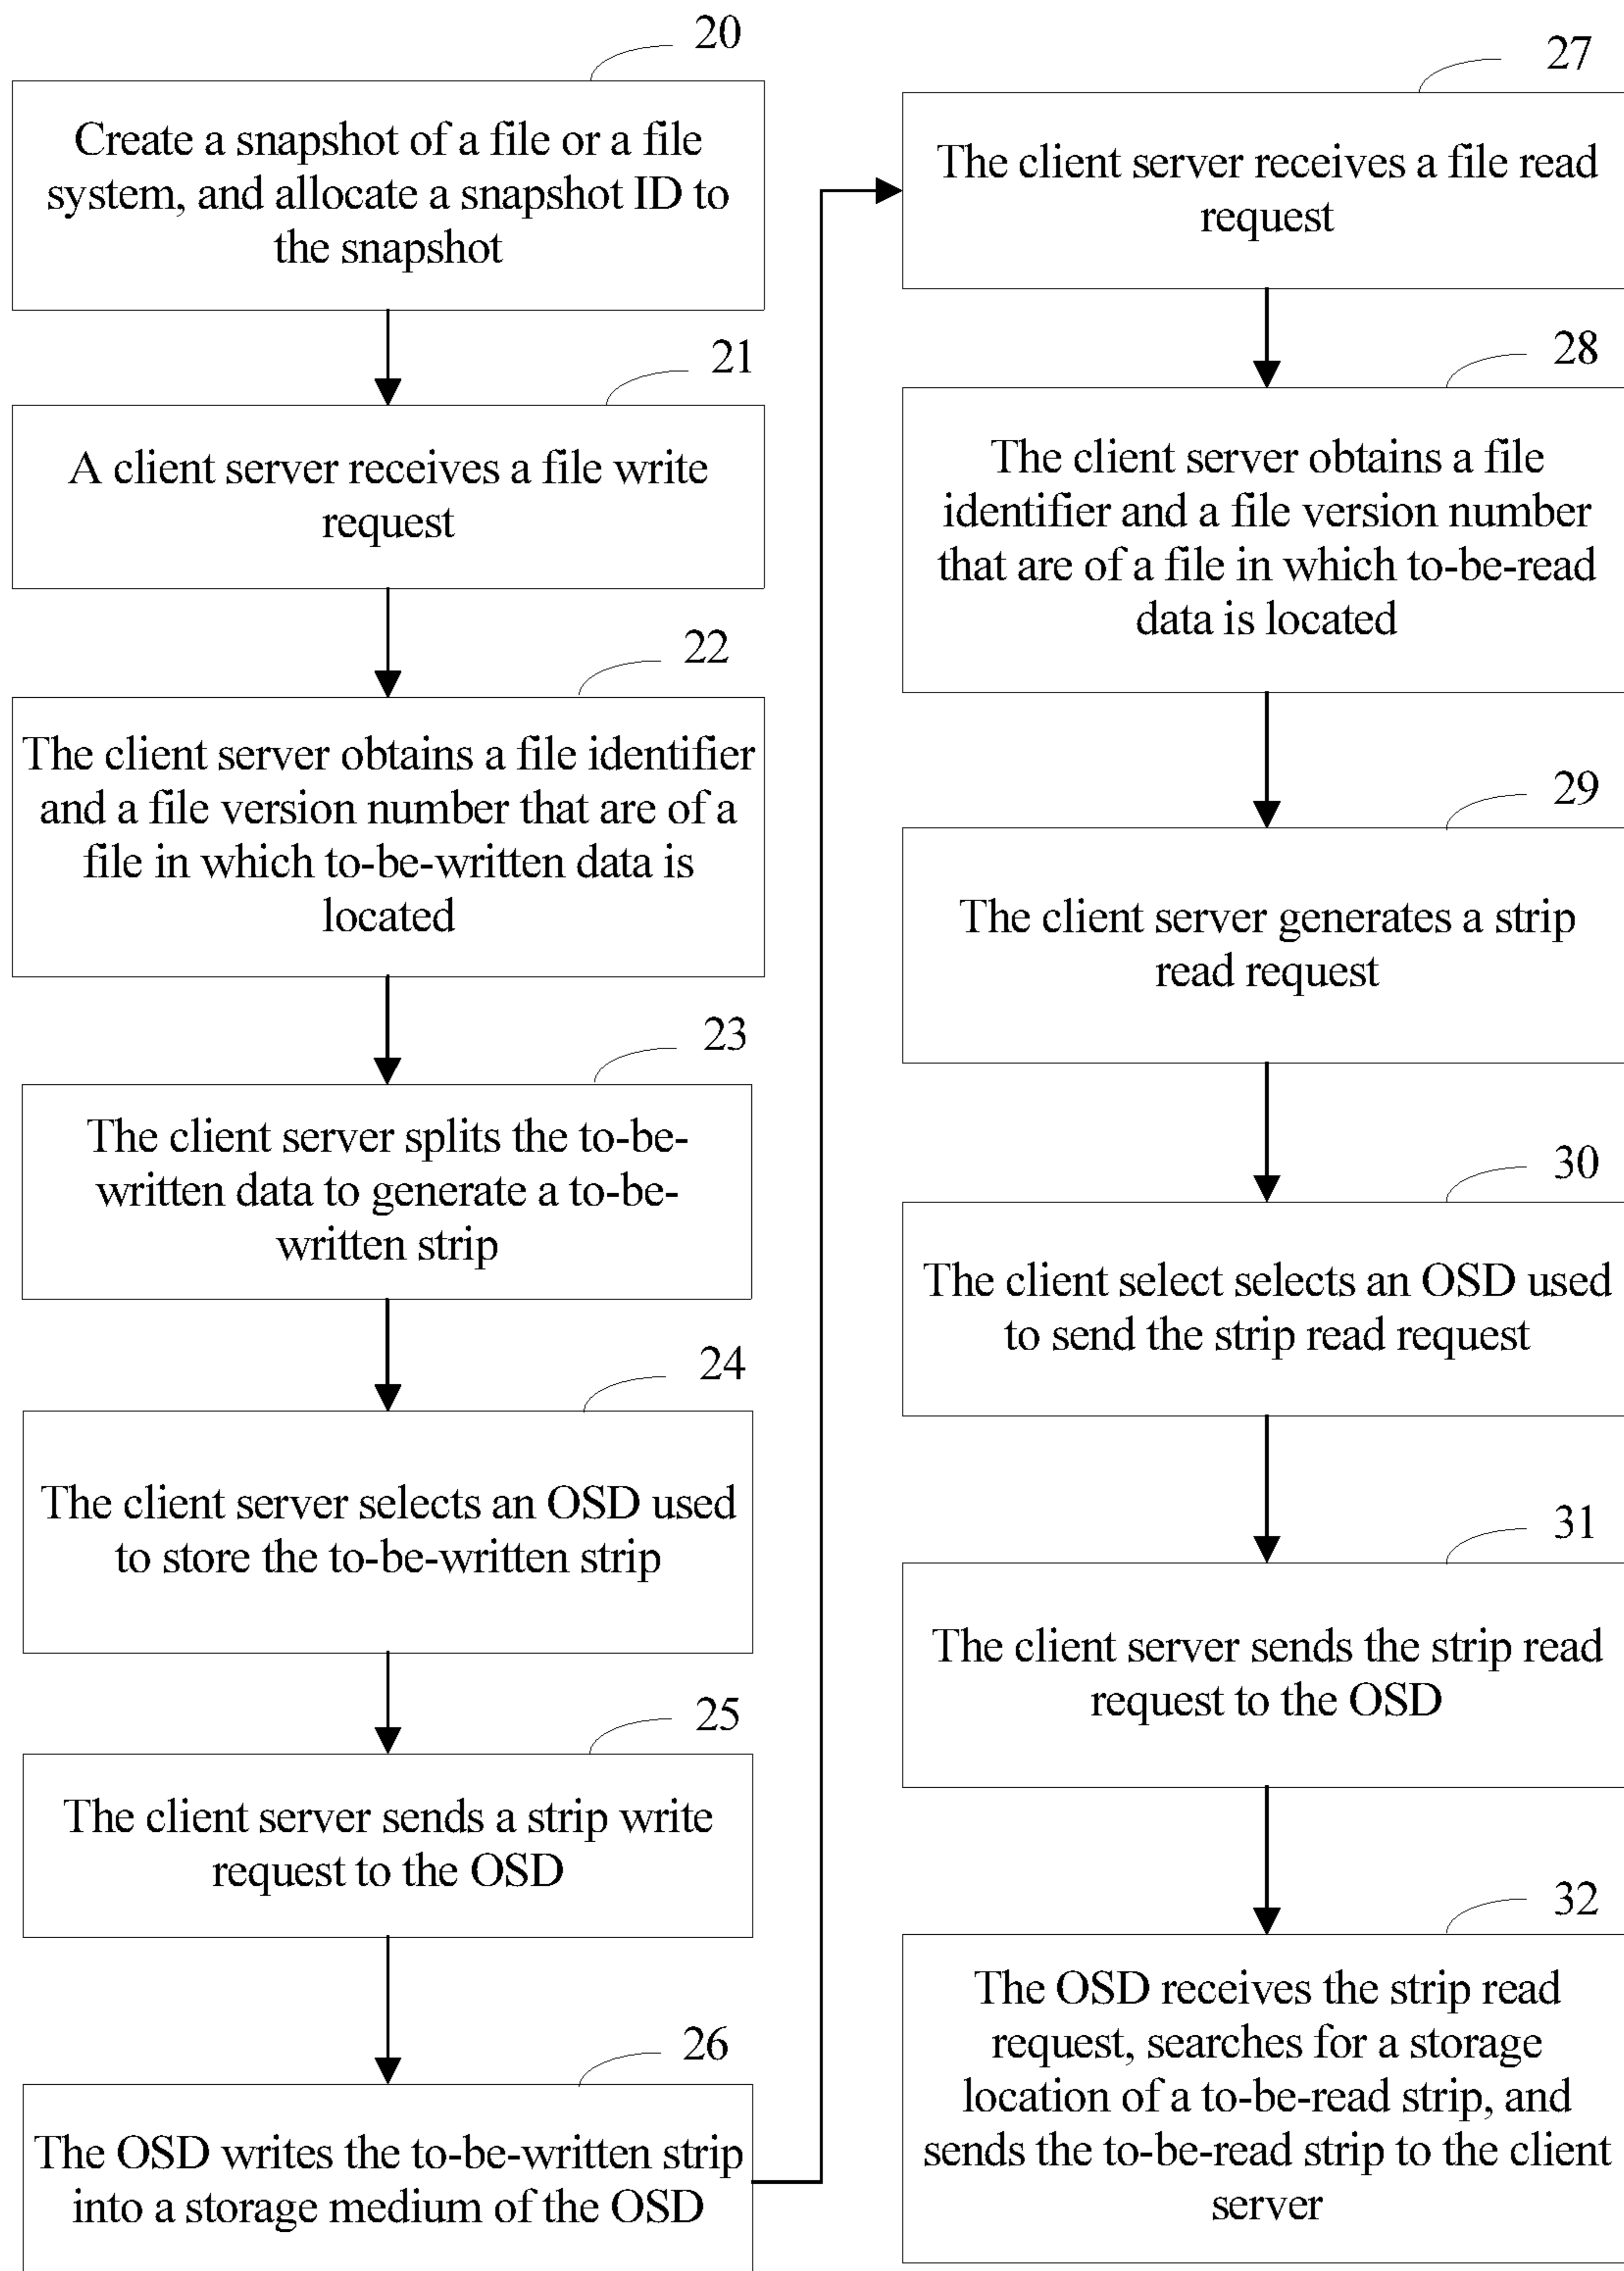 20
Create a snapshot of a file or a file
system, and allocate a snapshot ID to
the snapshot
21
A client server receives a file write
request
22
The client server obtains a file identifier
and a file version number that are of a
file in which to-be-written data is
located
23
The client server splits the to-be-
written data to generate a to-be-
written strip
24
The client server selects an OSD used
to store the to-be-written strip
25
The client server sends a strip write
request to the OSD
26
The OSD writes the to-be-written strip
into a storage medium of the OSD
27
The client server receives a file read
request
28
The client server obtains a file
identifier and a file version number
that are of a file in which to-be-read
data is located
29
The client server generates a strip
read request
30
The client select selects an OSD used
to send the strip read request
31
The client server sends the strip read
request to the OSD
32
The OSD receives the strip read
request, searches for a storage
location of a to-be-read strip, and
sends the to-be-read strip to the client
server